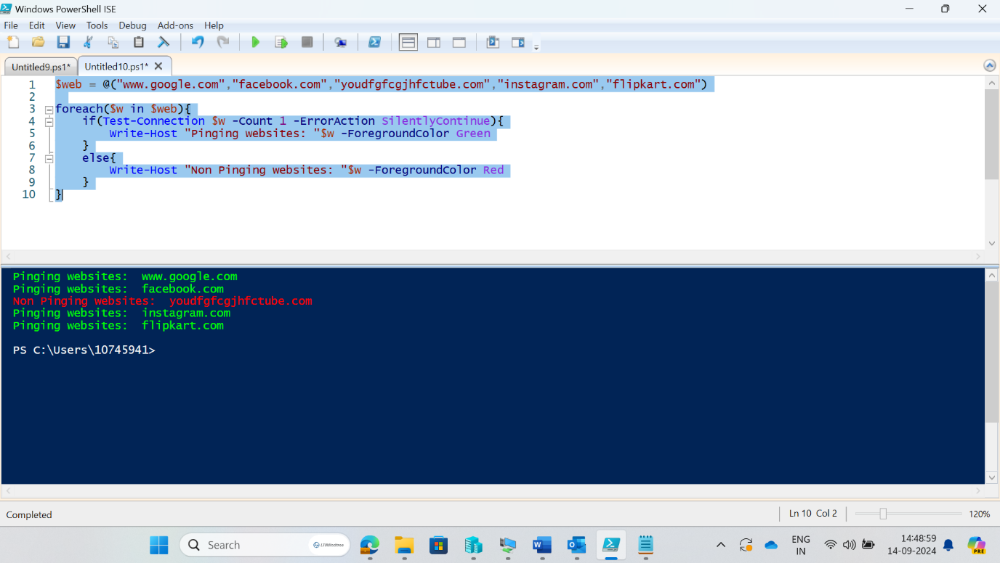 Windows PowerShell ISE
File Edit View Tools Debug Add-ons Help
Untitled9.ps1* Untitled10.ps1*
1 $web = @("www.google.com","facebook.com","youdfgfcgjhfctube.com","instagram.com","flipkart.com")
2
3 foreach($w in $web){
4 if(Test-Connection $w -Count 1 -ErrorAction SilentlyContinue){
5 Write-Host "Pinging websites: "$w -ForegroundColor Green
6 }
7 else{
8 Write-Host "Non Pinging websites: "$w -ForegroundColor Red
9 }
10 }
Pinging websites:  www.google.com
Pinging websites:  facebook.com
Non Pinging websites:  youdfgfcgjhfctube.com
Pinging websites:  instagram.com
Pinging websites:  flipkart.com
PS C:\Users\10745941>
Completed Ln 10 Col 2 120%
Search LTIMindtree ENG IN 14:48:59 14-09-2024 PRE